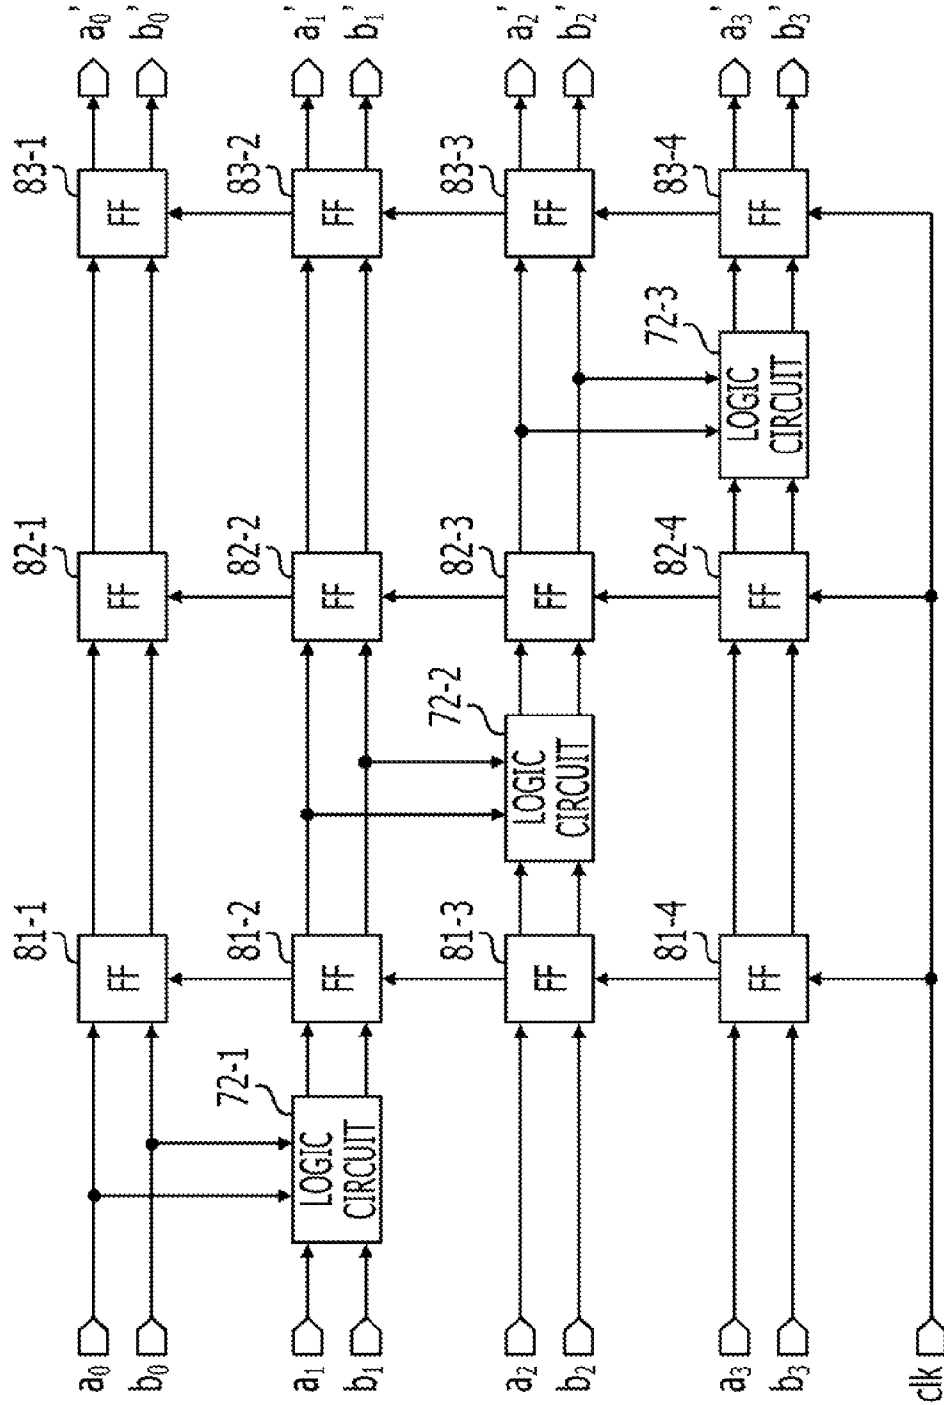 a0' b0' a1' b1' a2' b2' a3' b3'
83-1 83-2 83-3 83-4
FF FF FF FF
72-3
LOGIC
CIRCUIT
82-1 82-2 82-3 82-4
FF FF FF FF
72-2
LOGIC
CIRCUIT
81-1 81-2 81-3 81-4
FF FF FF FF
72-1
LOGIC
CIRCUIT
a0 b0 a1 b1 a2 b2 a3 b3 clk